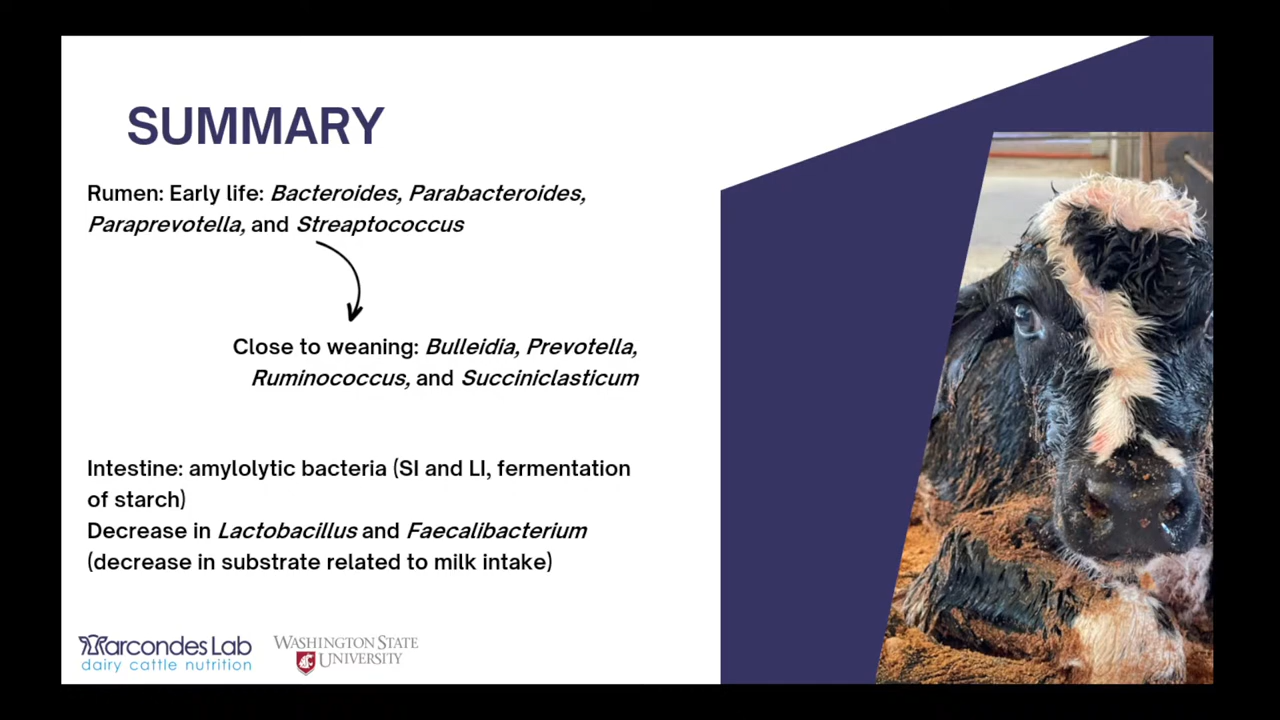 SUMMARY
Rumen: Early life: Bacteroides, Parabacteroides,
Paraprevotella, and Streaptococcus
Close to weaning: Bulleidia, Prevotella,
Ruminococcus, and Succiniclasticum
Intestine: amylolytic bacteria (SI and LI, fermentation
of starch)
Decrease in Lactobacillus and Faecalibacterium
(decrease in substrate related to milk intake)
Marcondes Lab
dairy cattle nutrition
WASHINGTON STATE
UNIVERSITY